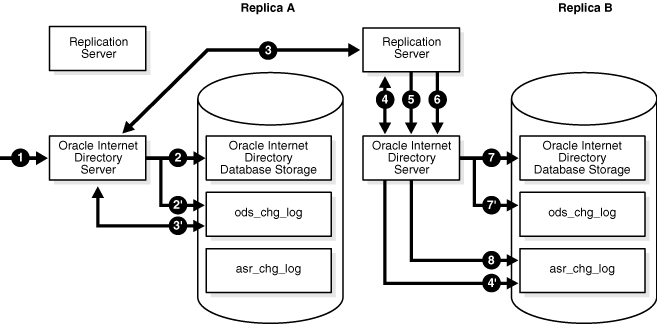 Replica A
Replica B
Replication
Server
3
Replication
Server
4
5
6
1
Oracle Internet
Directory
Server
2
Oracle Internet
Directory
Database Storage
Oracle Internet
Directory
Server
7
Oracle Internet
Directory
Database Storage
2'
3'
ods_chg_log
7'
ods_chg_log
asr_chg_log
8
4'
asr_chg_log